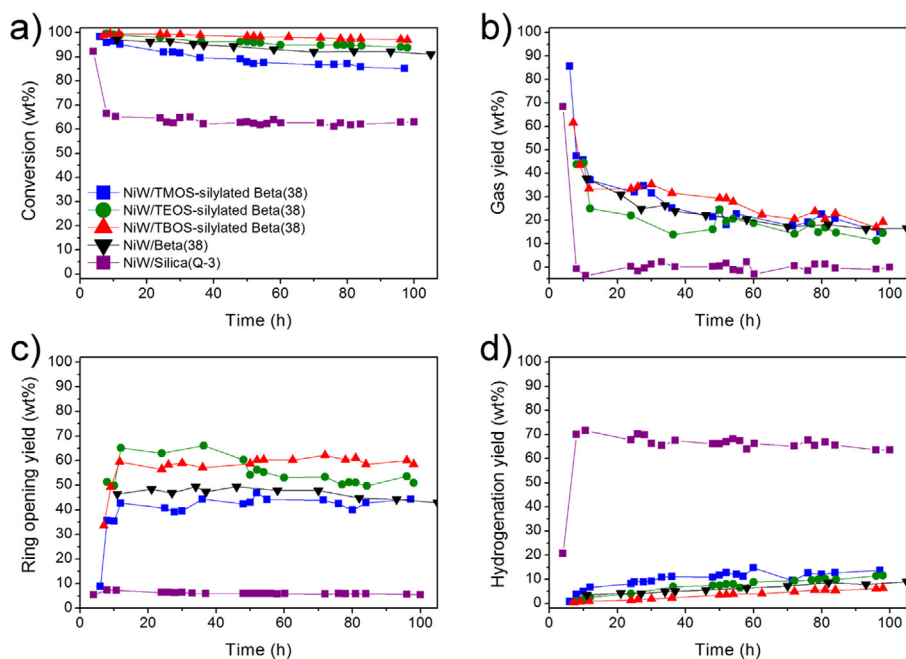 a)
Conversion (wt%)
100
90
80
70
60
50
40
30
20
10
0
NiW/TMOS-silylated Beta(38)
NiW/TEOS-silylated Beta(38)
NiW/TBOS-silylated Beta(38)
NiW/Beta(38)
NiW/Silica(Q-3)
0 20 40 60 80 100
Time (h)
b)
Gas yield (wt%)
100
90
80
70
60
50
40
30
20
10
0
0 20 40 60 80 100
Time (h)
c)
Ring opening yield (wt%)
100
90
80
70
60
50
40
30
20
10
0
0 20 40 60 80 100
Time (h)
d)
Hydrogenation yield (wt%)
100
90
80
70
60
50
40
30
20
10
0
0 20 40 60 80 100
Time (h)